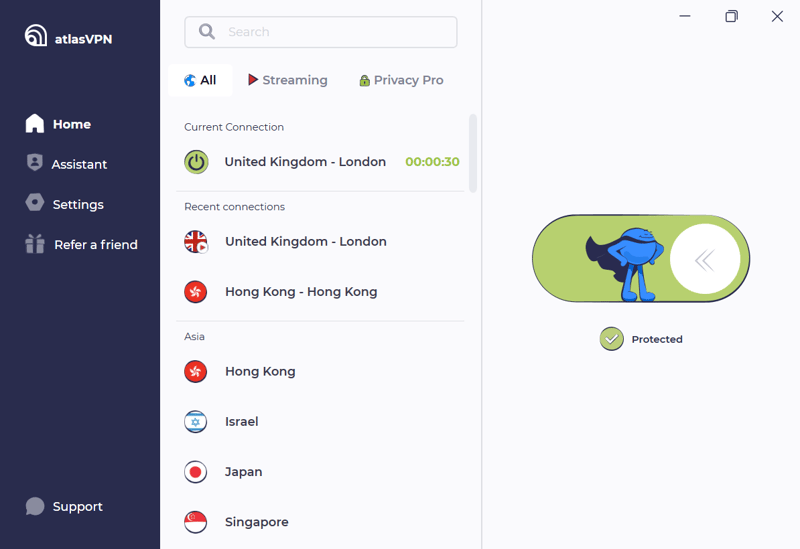 atlasVPN
Home
Assistant
Settings
Refer a friend
Support
Search
All
Streaming
Privacy Pro
Current Connection
United Kingdom - London 00:00:30
Recent connections
United Kingdom - London
Hong Kong - Hong Kong
Asia
Hong Kong
Israel
Japan
Singapore
Protected